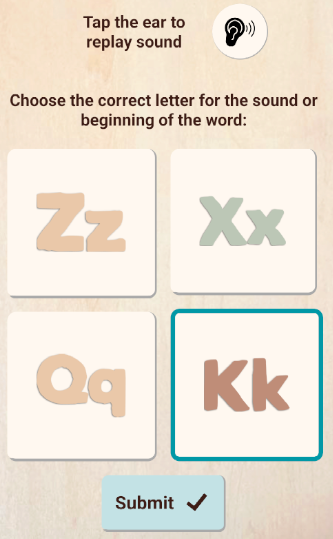 Tap the ear to
replay sound
Choose the correct letter for the sound or
beginning of the word:
Zz
Xx
Qq
Kk
Submit